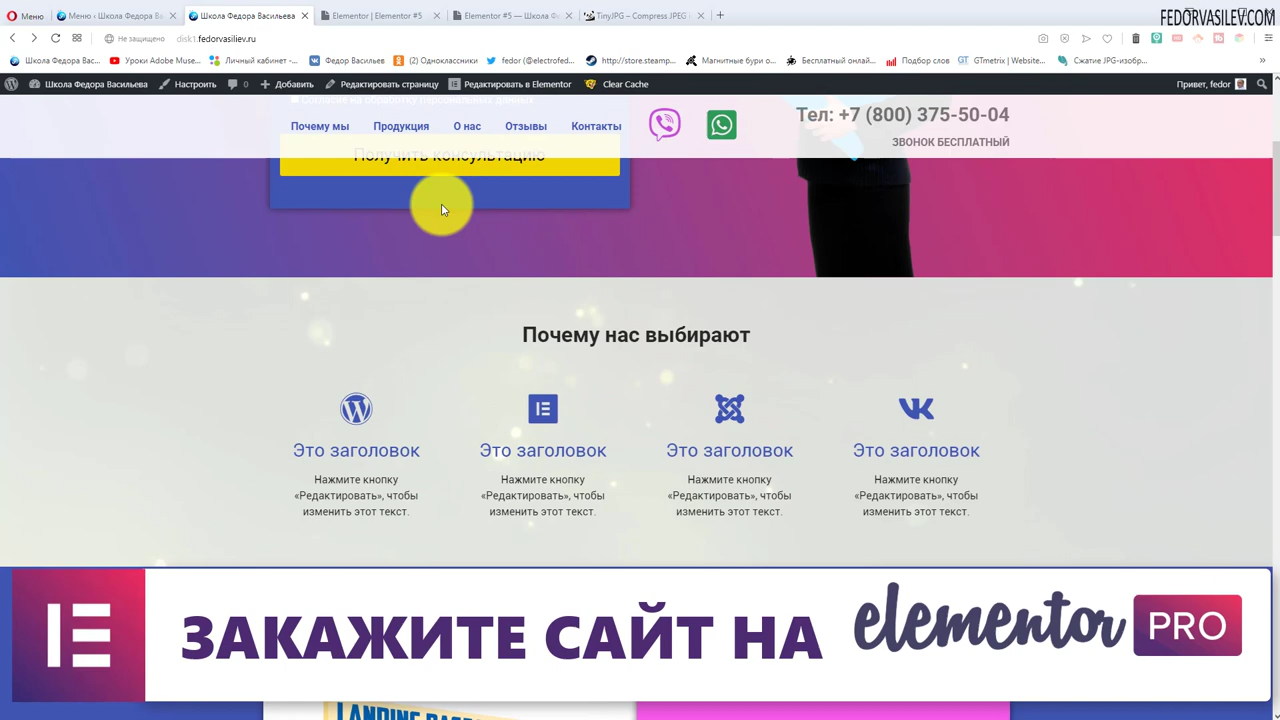 FEDORVASILEV.COM
Меню
Меню ‹ Школа Федора Ва
Школа Федора Васильева
Elementor | Elementor #5
Elementor #5 — Школа Ф
TinyJPG – Compress JPEG
Не защищено disk1.fedorvasiliev.ru
Школа Федора Вас...
Уроки Adobe Muse...
Личный кабинет -...
Федор Васильев
(2) Одноклассники
fedor (@electrofed...
http://store.steamp...
Магнитные бури о...
Бесплатный онлай...
Подбор слов
GTmetrix | Website...
Сжатие JPG-изобр...
Школа Федора Васильева
Настроить
0
Добавить
Редактировать страницу
Редактировать в Elementor
Clear Cache
Привет, fedor
Согласие на обработку персональных данных
Почему мы
Продукция
О нас
Отзывы
Контакты
Тел: +7 (800) 375-50-04
ЗВОНОК БЕСПЛАТНЫЙ
Получить консультацию
Почему нас выбирают
Это заголовок
Нажмите кнопку
«Редактировать», чтобы
изменить этот текст.
Это заголовок
Нажмите кнопку
«Редактировать», чтобы
изменить этот текст.
Это заголовок
Нажмите кнопку
«Редактировать», чтобы
изменить этот текст.
Это заголовок
Нажмите кнопку
«Редактировать», чтобы
изменить этот текст.
ЗАКАЖИТЕ САЙТ НА
elementor PRO
LANDING